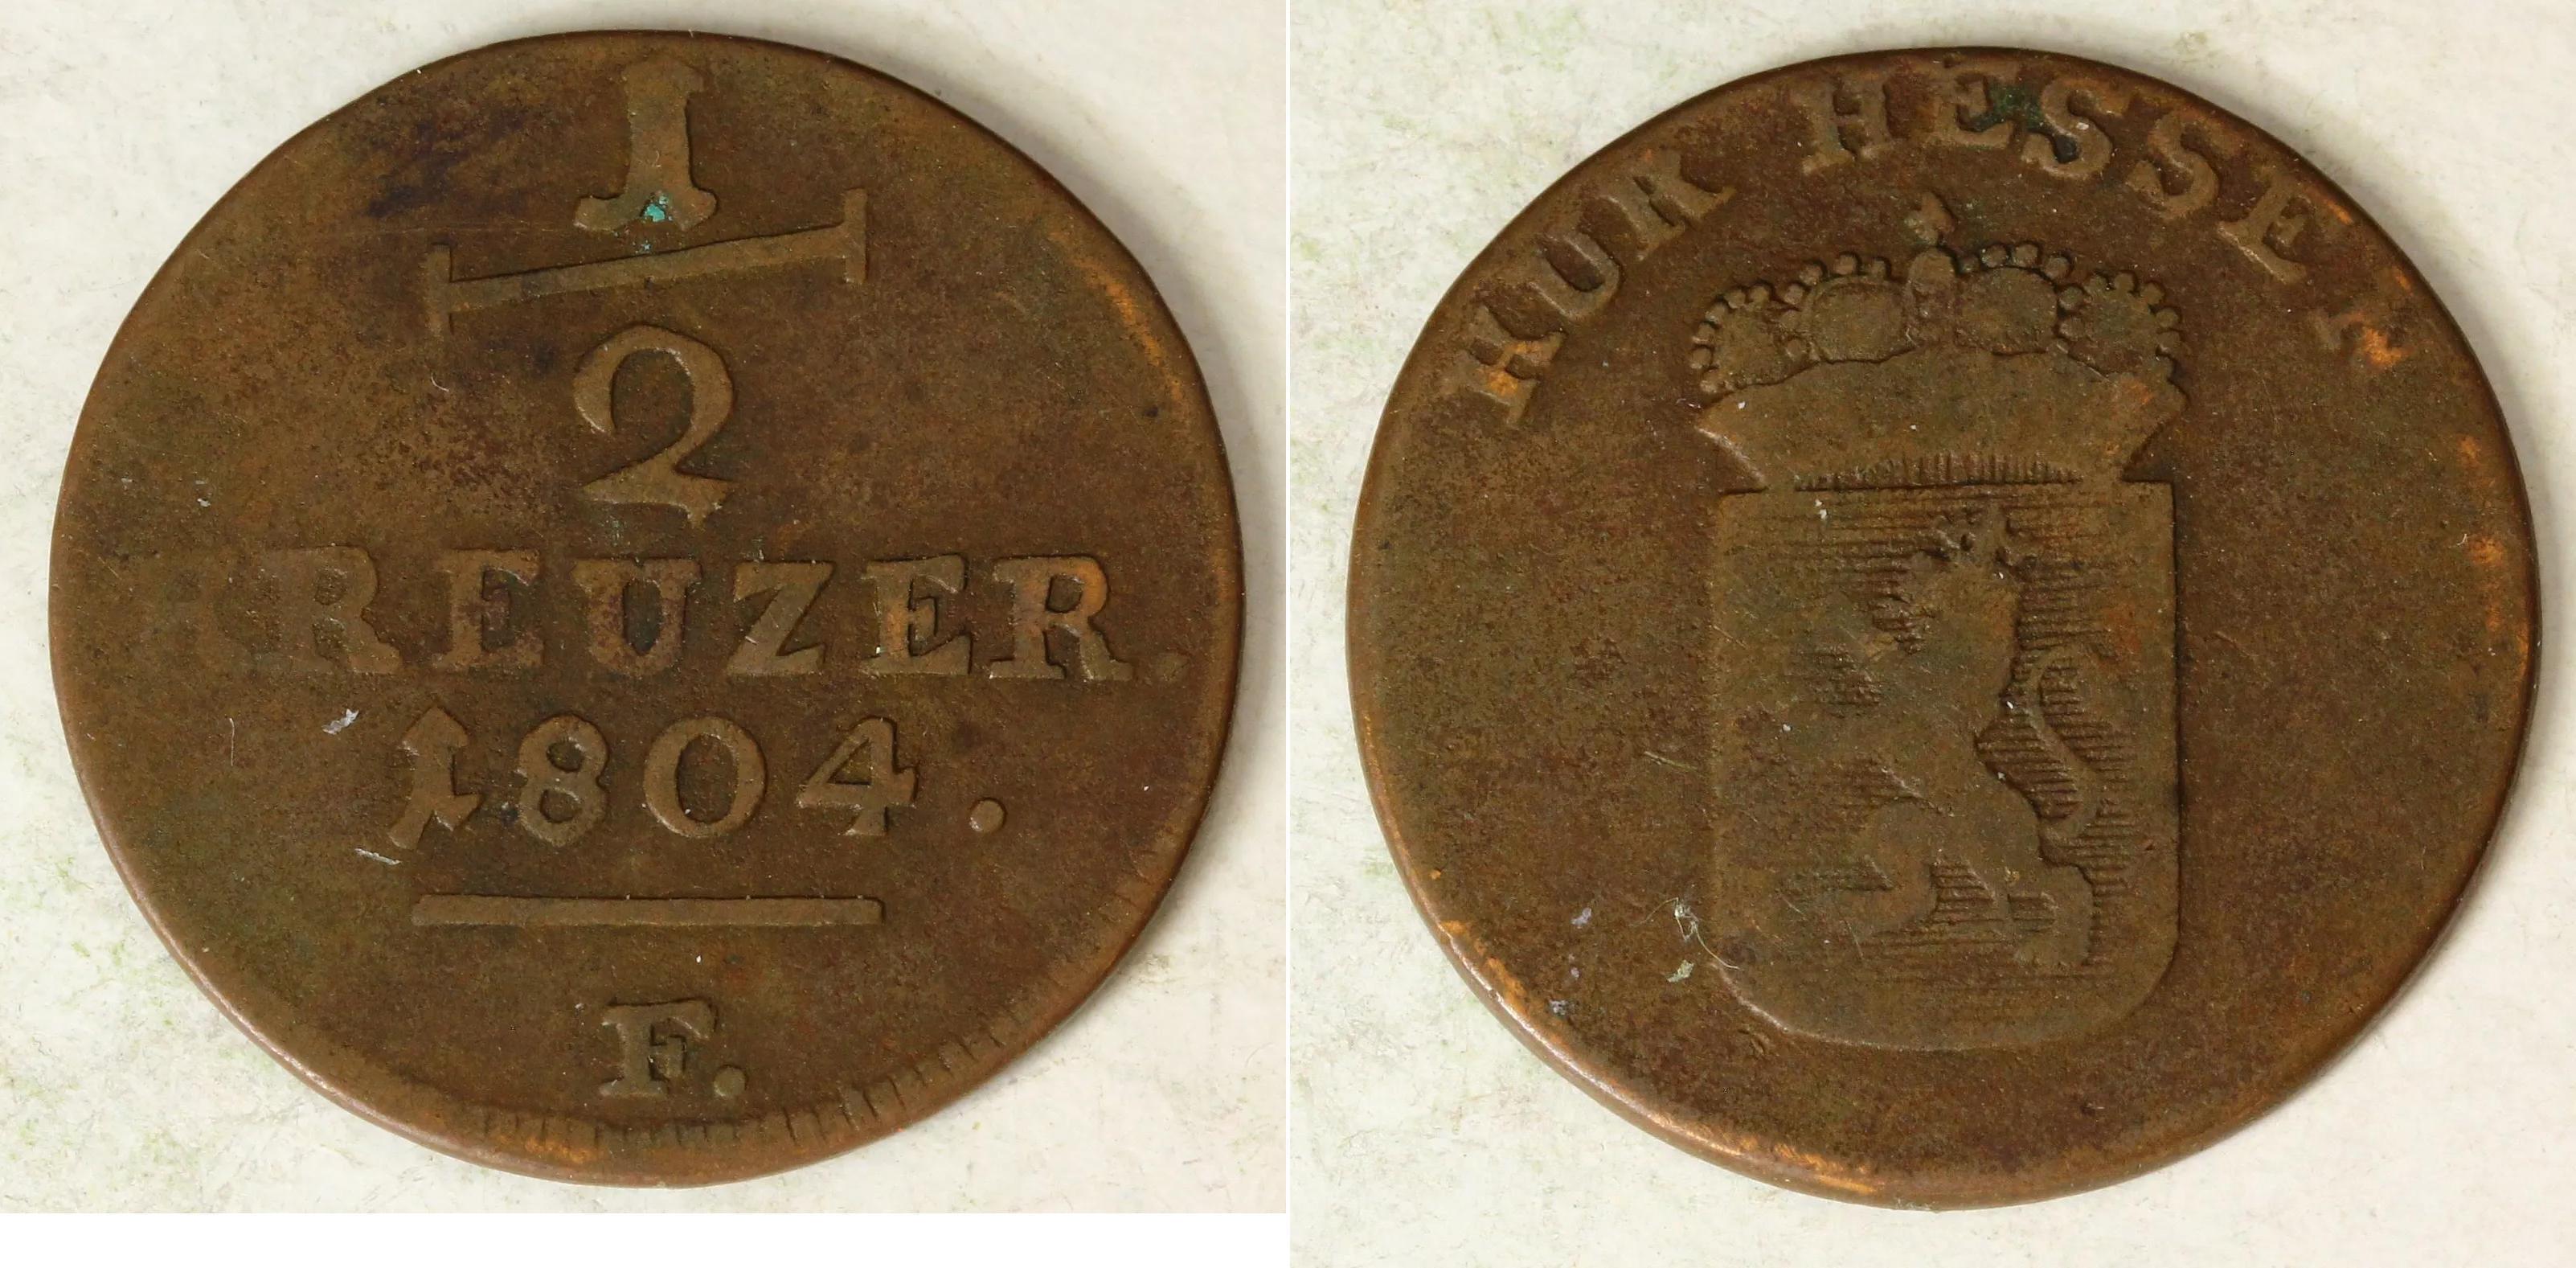 1
2
KREUZER.
1804.
F.
KUR HESSEN